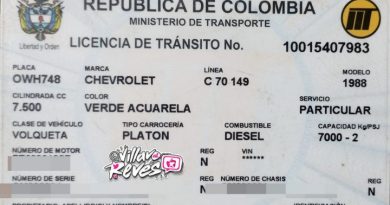 REPÚBLICA DE COLOMBIA
MINISTERIO DE TRANSPORTE
Libertad y Orden
LICENCIA DE TRÁNSITO No. 10015407983
PLACA MARCA LÍNEA MODELO
OWH748 CHEVROLET C 70 149 1988
CILINDRADA CC COLOR SERVICIO
7.500 VERDE ACUARELA PARTICULAR
CLASE DE VEHÍCULO TIPO CARROCERÍA COMBUSTIBLE CAPACIDAD Kg/PSJ
VOLQUETA PLATON DIESEL 7000 - 2
NÚMERO DE MOTOR REG VIN
N ******
Villavo al Revés
NÚMERO DE SERIE REG NÚMERO DE CHASIS REG
N N